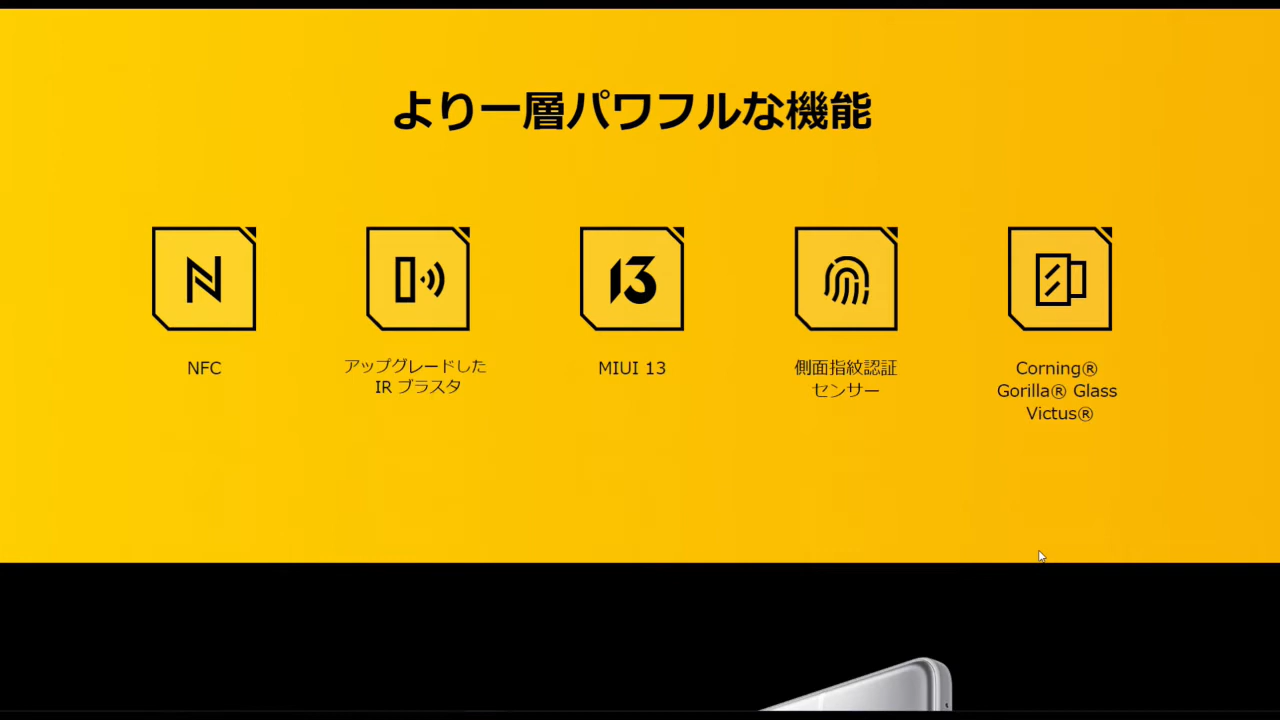 より一層パワフルな機能
NFC
アップグレードした
IR ブラスタ
13
MIUI 13
側面指紋認証
センサー
Corning®
Gorilla® Glass
Victus®